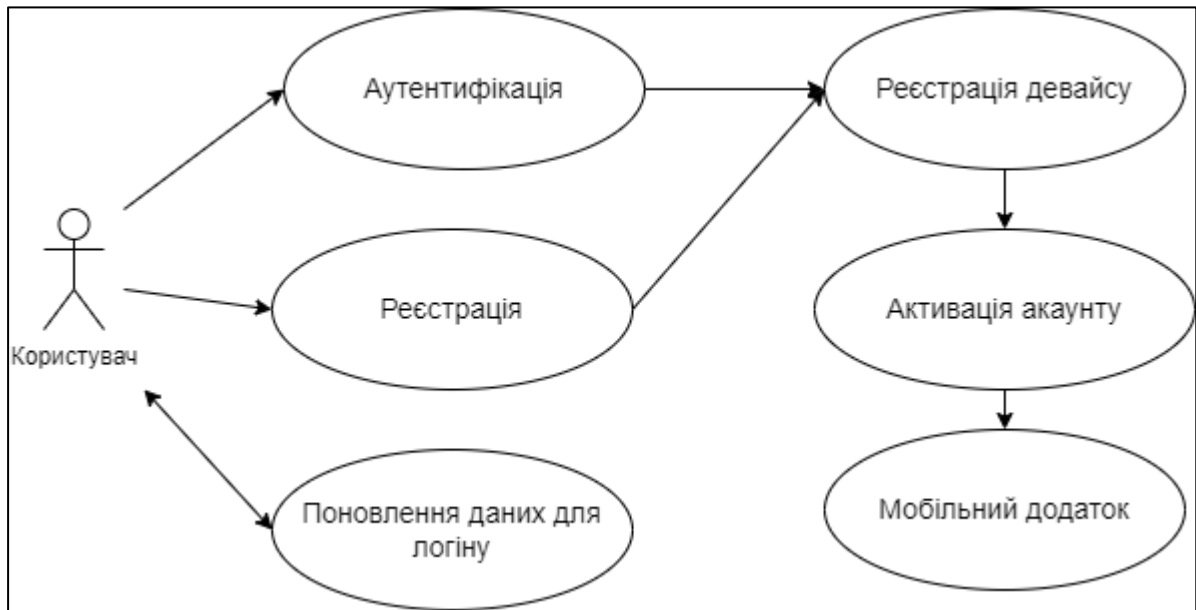 Аутентифікація
Реєстрація девайсу
Реєстрація
Активація акаунту
Користувач
Поновлення даних для
логіну
Мобільний додаток